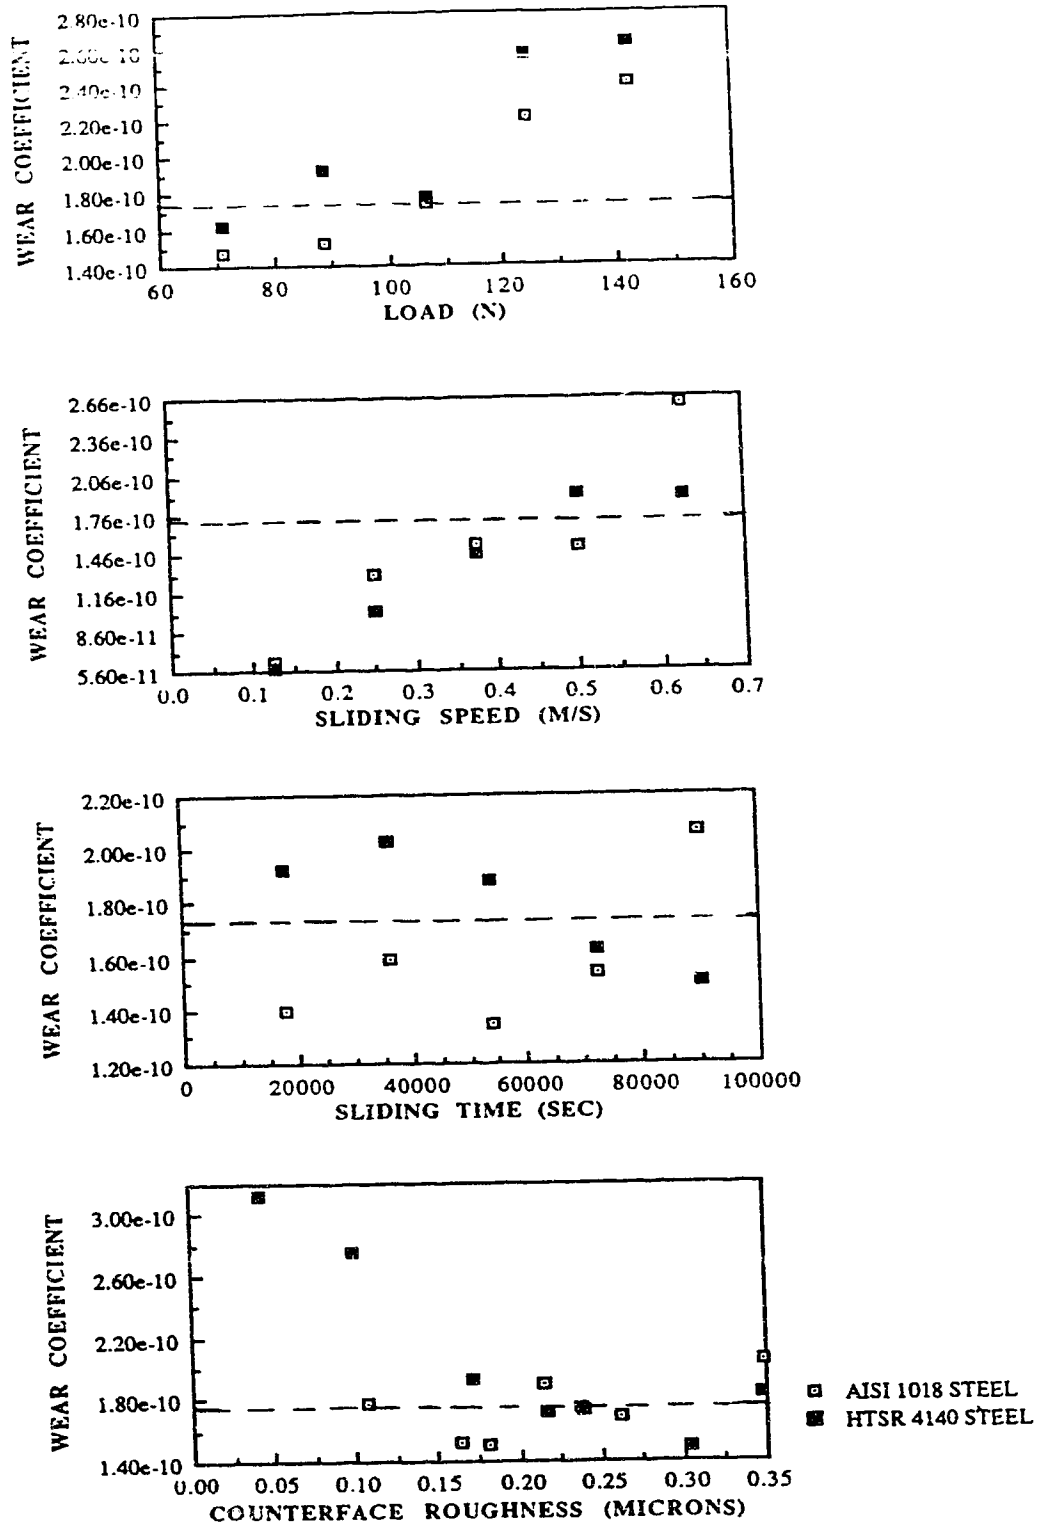 WEAR COEFFICIENT
2.80e-10
2.60e-10
2.40e-10
2.20e-10
2.00e-10
1.80e-10
1.60e-10
1.40e-10
60 80 100 120 140 160
LOAD (N)
WEAR COEFFICIENT
2.66e-10
2.36e-10
2.06e-10
1.76e-10
1.46e-10
1.16e-10
8.60e-11
5.60e-11
0.0 0.1 0.2 0.3 0.4 0.5 0.6 0.7
SLIDING SPEED (M/S)
WEAR COEFFICIENT
2.20e-10
2.00e-10
1.80e-10
1.60e-10
1.40e-10
1.20e-10
0 20000 40000 60000 80000 100000
SLIDING TIME (SEC)
WEAR COEFFICIENT
3.00e-10
2.60e-10
2.20e-10
1.80e-10
1.40e-10
0.00 0.05 0.10 0.15 0.20 0.25 0.30 0.35
COUNTERFACE ROUGHNESS (MICRONS)
AISI 1018 STEEL
HTSR 4140 STEEL